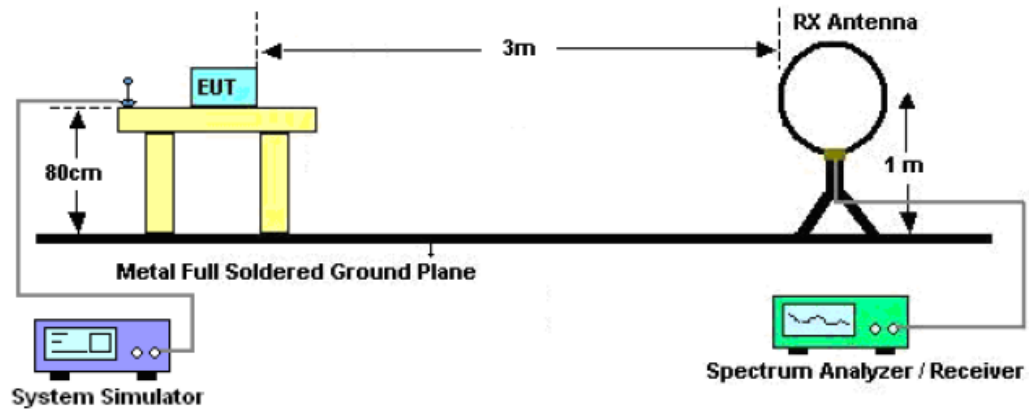 RX Antenna
3m
EUT
80cm
1 m
Metal Full Soldered Ground Plane
System Simulator
Spectrum Analyzer / Receiver